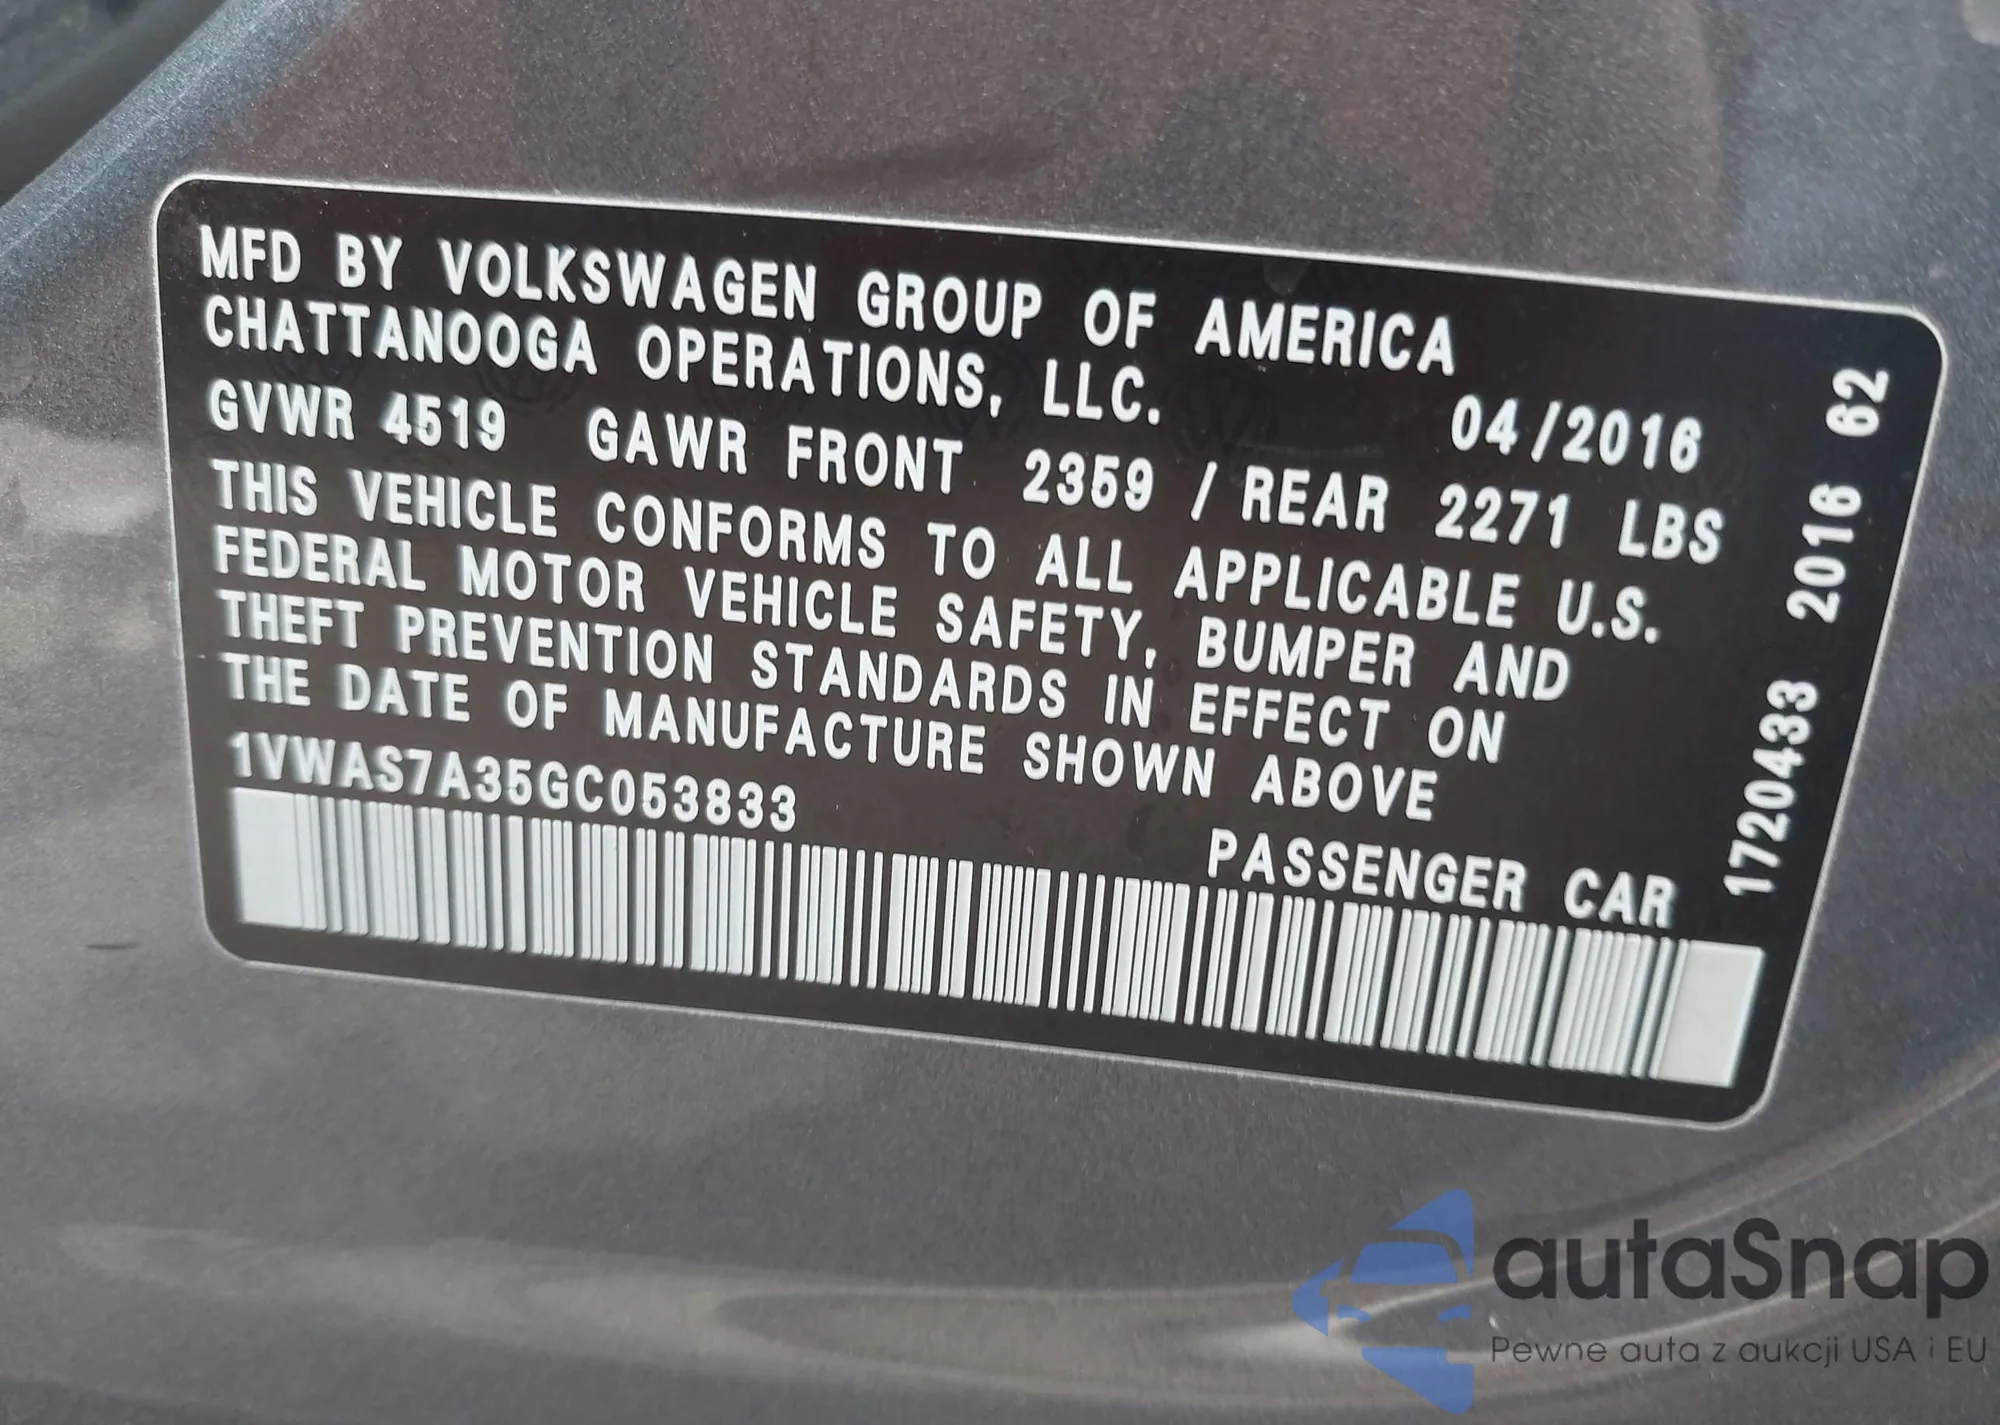 MFD BY VOLKSWAGEN GROUP OF AMERICA
CHATTANOOGA OPERATIONS, LLC.
04/2016
GVWR 4519 GAWR FRONT 2359 / REAR 2271 LBS
THIS VEHICLE CONFORMS TO ALL APPLICABLE U.S.
FEDERAL MOTOR VEHICLE SAFETY, BUMPER AND
THEFT PREVENTION STANDARDS IN EFFECT ON
THE DATE OF MANUFACTURE SHOWN ABOVE
1VWAS7A35GC053833
PASSENGER CAR
1720433 2016 62
autaSnap
Pewne auta z aukcji USA i EU